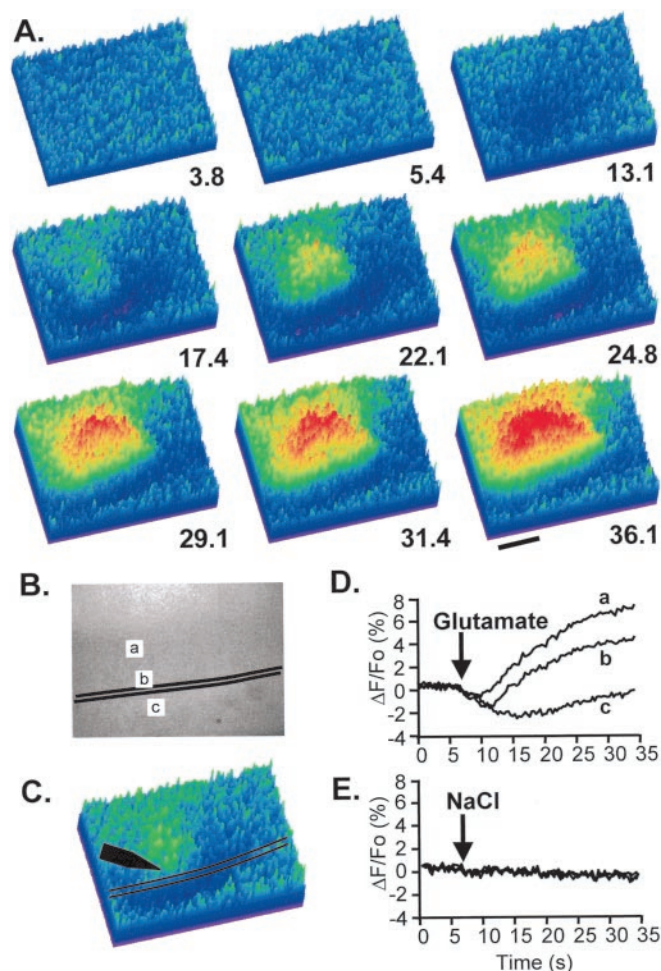 A.
3.8 5.4 13.1
17.4 22.1 24.8
29.1 31.4 36.1
B.
a
b
c
C.
D.
ΔF/Fo (%)
8
6
4
2
0
-2
-4
Glutamate
a
b
c
0 5 10 15 20 25 30 35
E.
ΔF/Fo (%)
8
6
4
2
0
-2
-4
NaCl
0 5 10 15 20 25 30 35
Time (s)